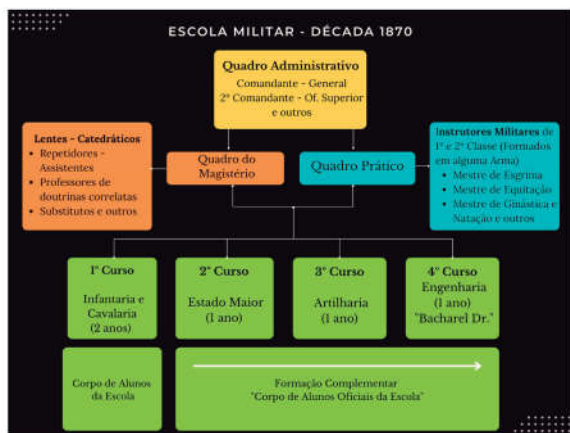 ESCOLA MILITAR - DÉCADA 1870
Quadro Administrativo
Comandante - General
2º Comandante - Of. Superior
e outros
Lentes - Catedráticos
• Repetidores -
Assistentes
• Professores de
doutrinas correlatas
• Substitutos e outros
Quadro do
Magistério
Quadro Prático
Instrutores Militares de
1ª e 2ª Classe (Formados
em alguma Arma)
• Mestre de Esgrima
• Mestre de Equitação
• Mestre de Ginástica e
Natação e outros
1º Curso
Infantaria e
Cavalaria
(2 anos)
2º Curso
Estado Maior
(1 ano)
3º Curso
Artilharia
(1 ano)
4º Curso
Engenharia
(1 ano)
"Bacharel Dr."
Corpo de Alunos
da Escola
Formação Complementar
"Corpo de Alunos Oficiais da Escola"